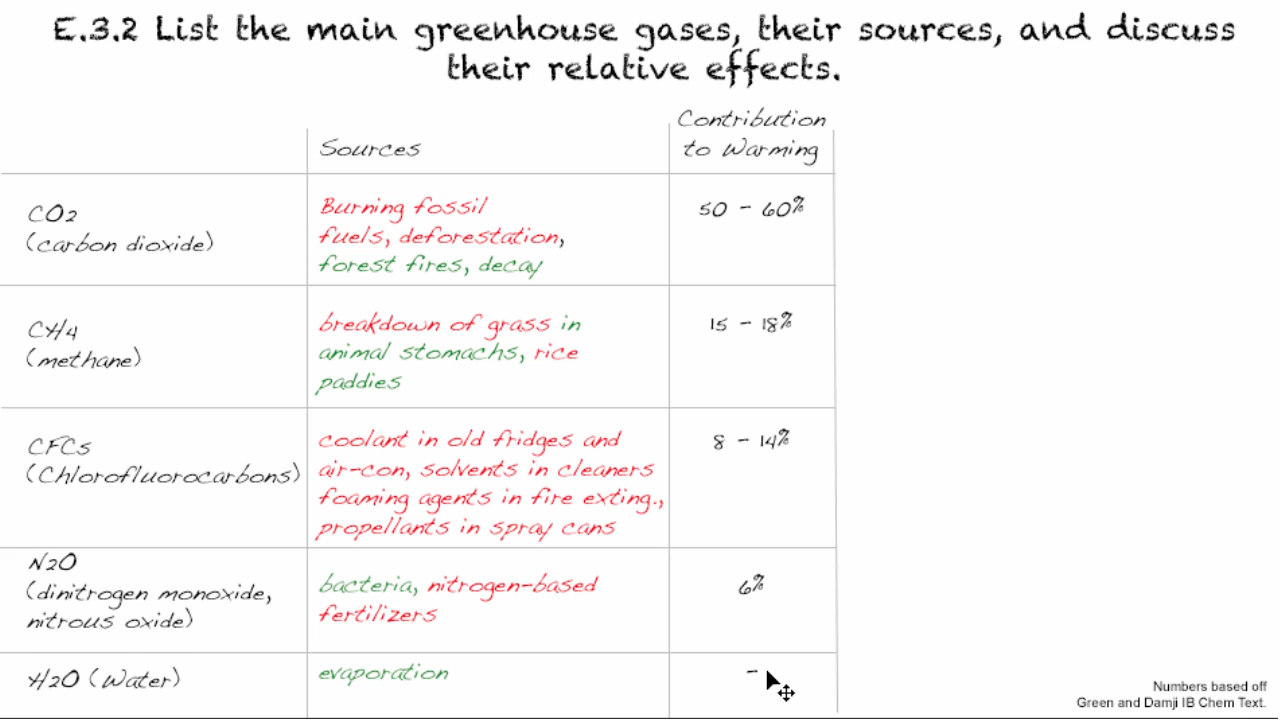 E.3.2 List the main greenhouse gases, their sources, and discuss
their relative effects.
Sources
Contribution
to Warming
CO2
(carbon dioxide)
Burning fossil
fuels, deforestation,
forest fires, decay
50 - 60%
CH4
(methane)
breakdown of grass in
animal stomachs, rice
paddies
15 - 18%
CFCs
(Chlorofluorocarbons)
coolant in old fridges and
air-con, solvents in cleaners
foaming agents in fire exting.,
propellants in spray cans
8 - 14%
N2O
(dinitrogen monoxide,
nitrous oxide)
bacteria, nitrogen-based
fertilizers
6%
H2O (Water)
evaporation
-
Numbers based off
Green and Damji IB Chem Text.